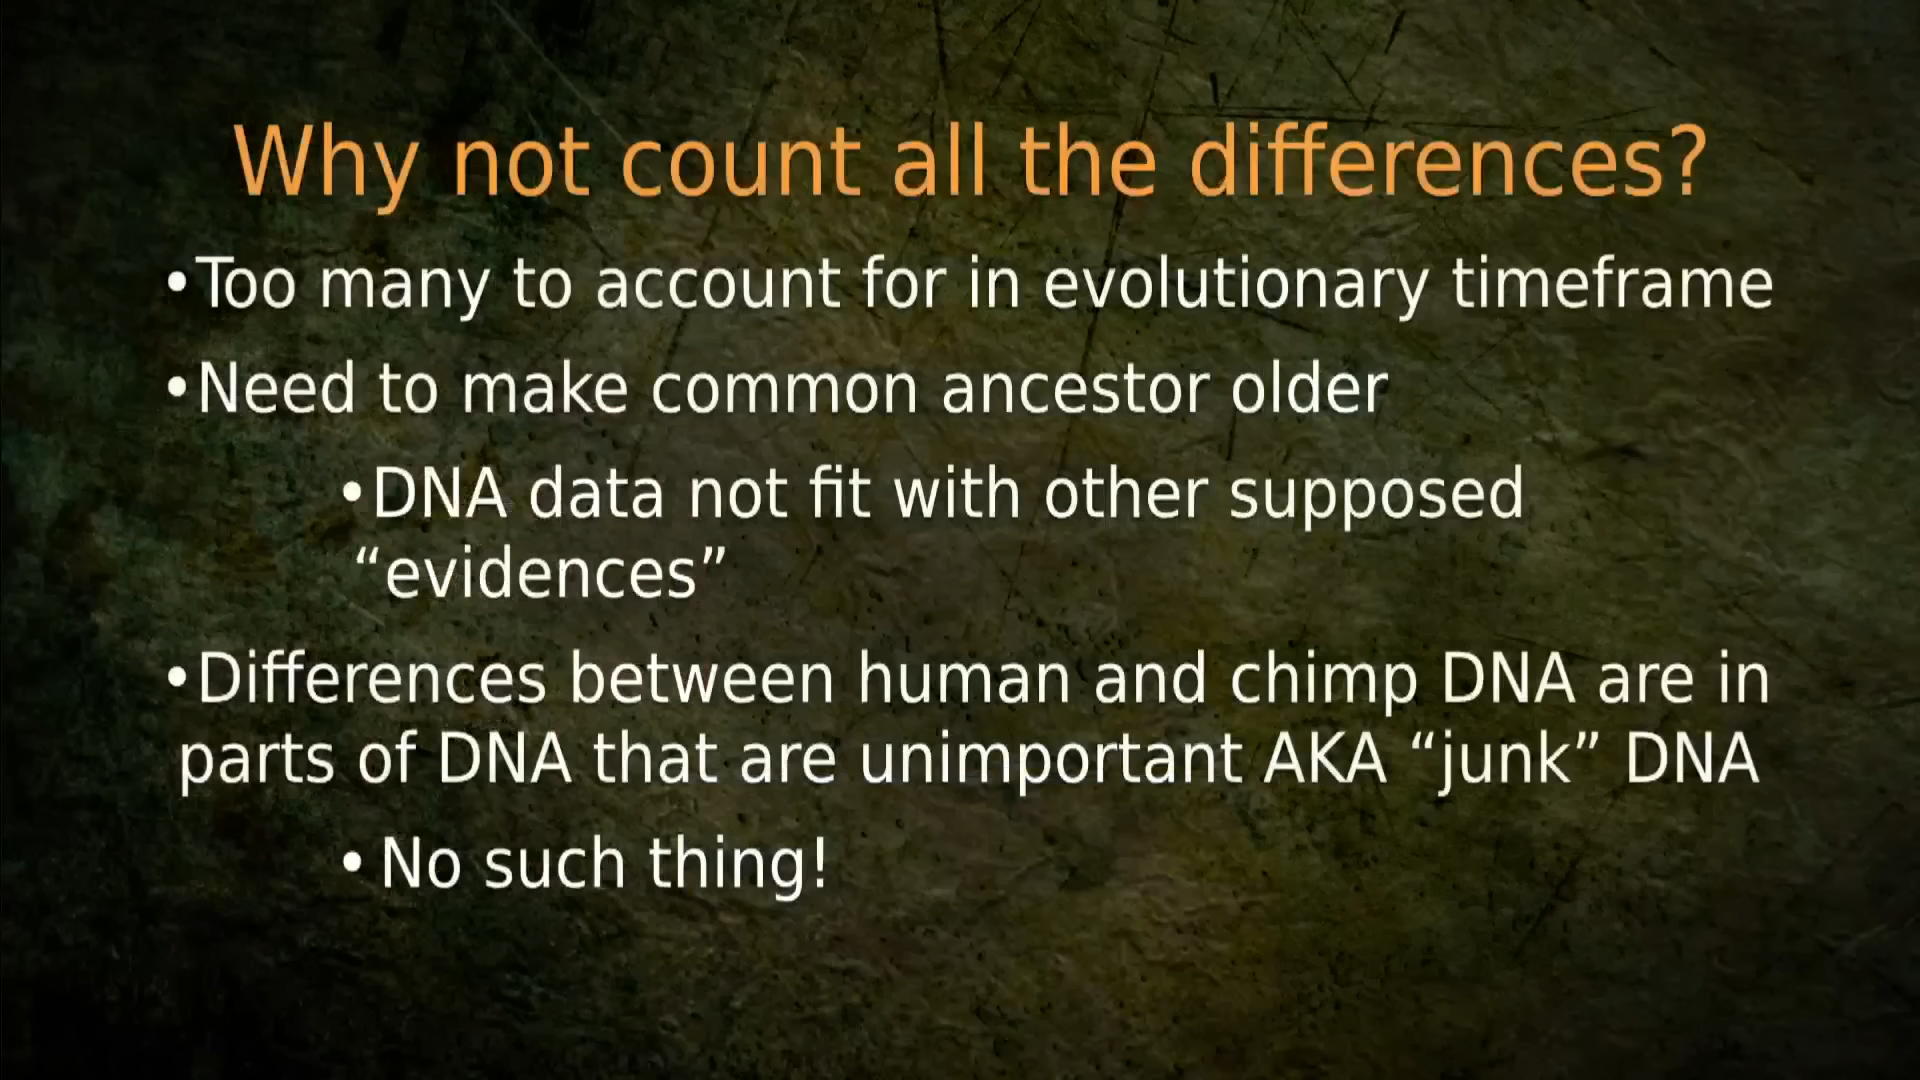 Why not count all the differences?
•Too many to account for in evolutionary timeframe
•Need to make common ancestor older
•DNA data not fit with other supposed
“evidences”
•Differences between human and chimp DNA are in
parts of DNA that are unimportant AKA “junk” DNA
• No such thing!